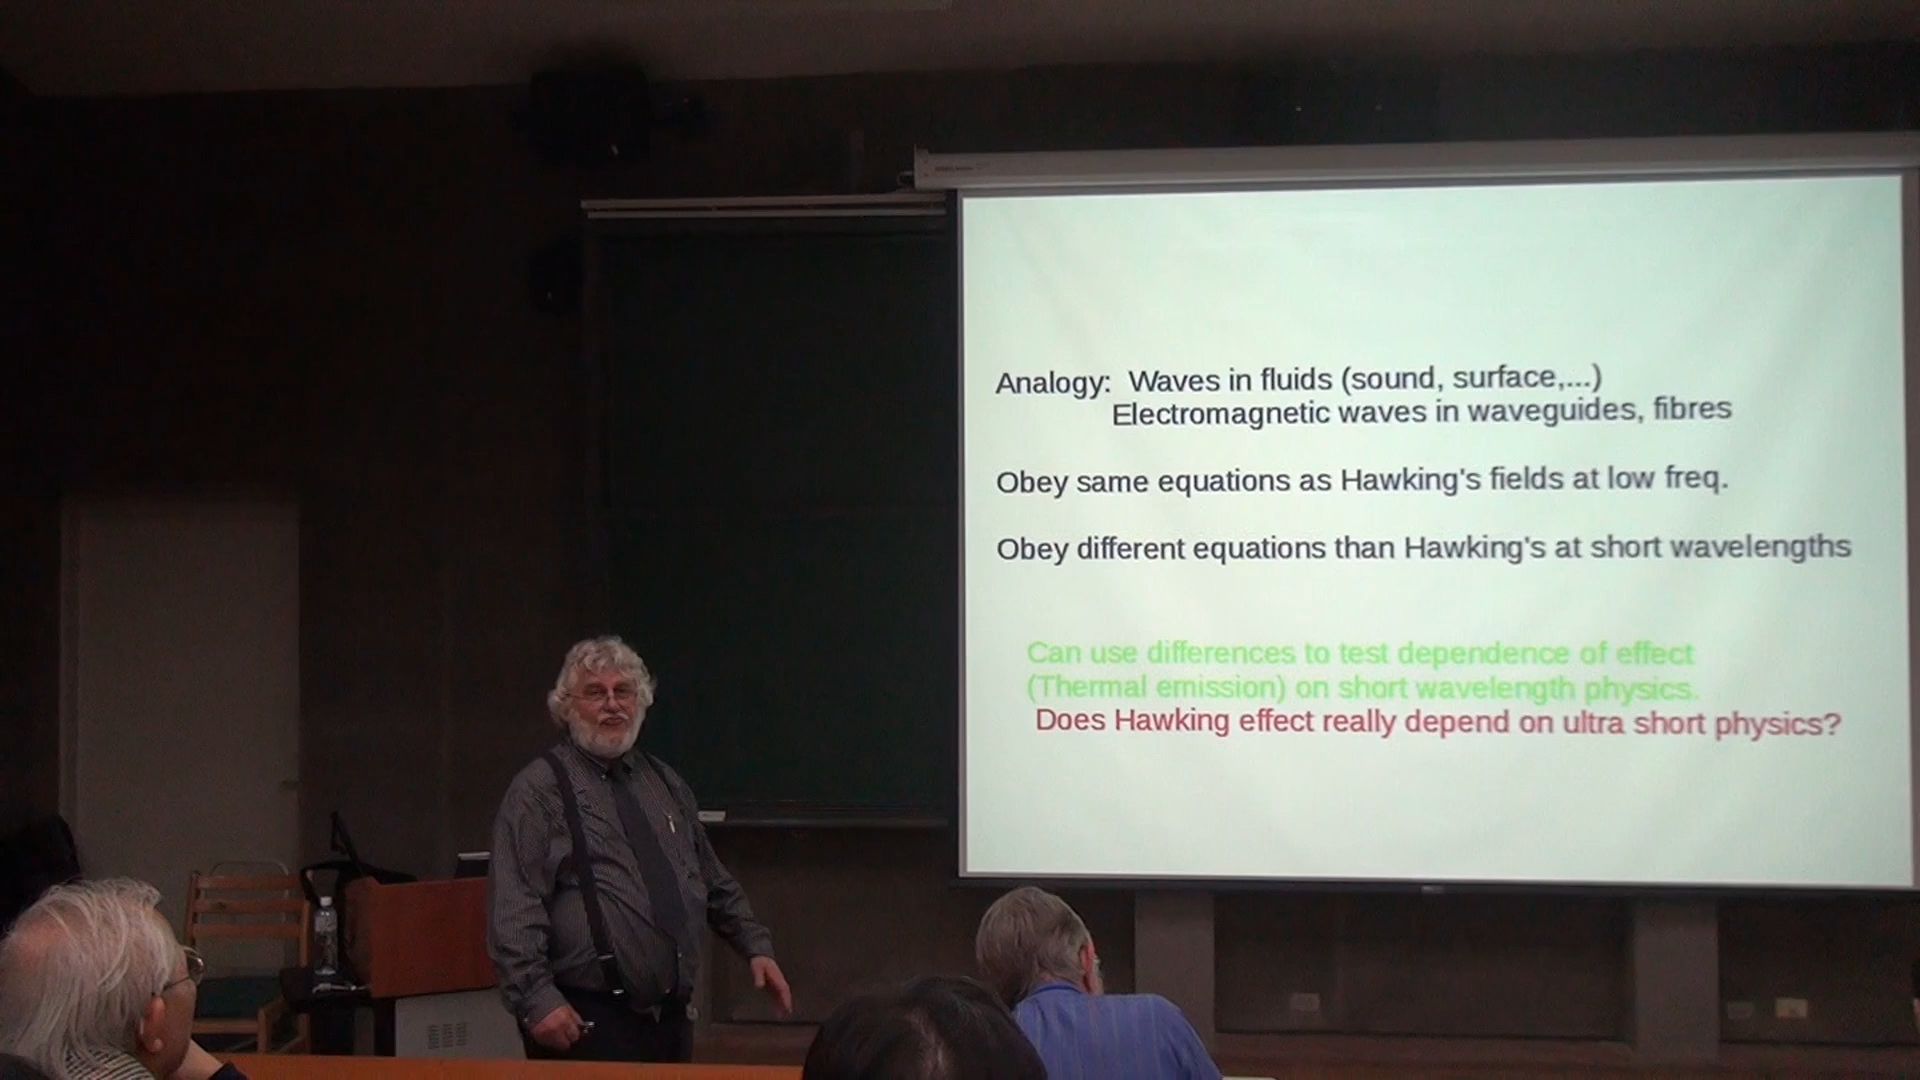 Analogy: Waves in fluids (sound, surface,...)
Electromagnetic waves in waveguides, fibres
Obey same equations as Hawking's fields at low freq.
Obey different equations than Hawking's at short wavelengths
Can use differences to test dependence of effect
(Thermal emission) on short wavelength physics.
Does Hawking effect really depend on ultra short physics?